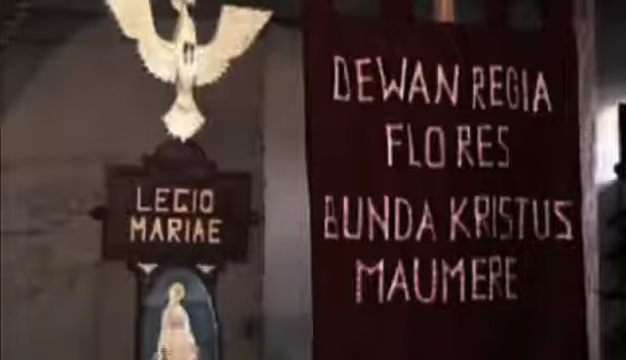 LEGIO
MARIAE
DEWAN REGIA
FLORES
BUNDA KRISTUS
MAUMERE